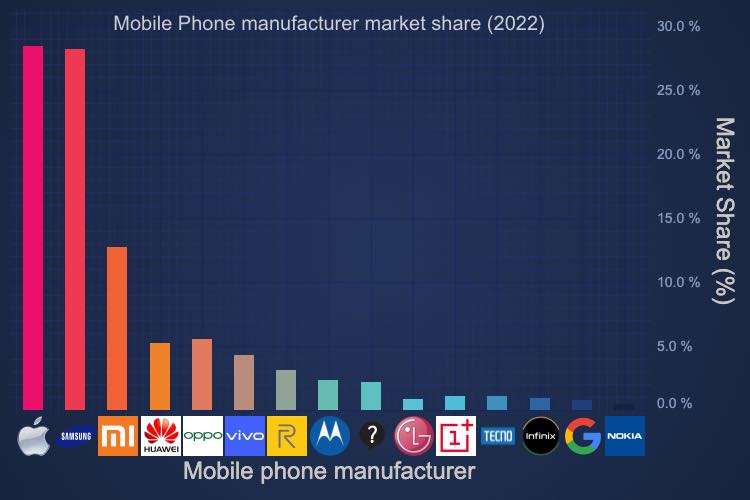 Mobile Phone manufacturer market share (2022)
30.0 %
25.0 %
20.0 %
15.0 %
10.0 %
5.0 %
0.0 %
Market Share (%)
SAMSUNG
mi
HUAWEI
oppo
vivo
R
?
LG
1+
TECNO
Infinix
G
NOKIA
Mobile phone manufacturer